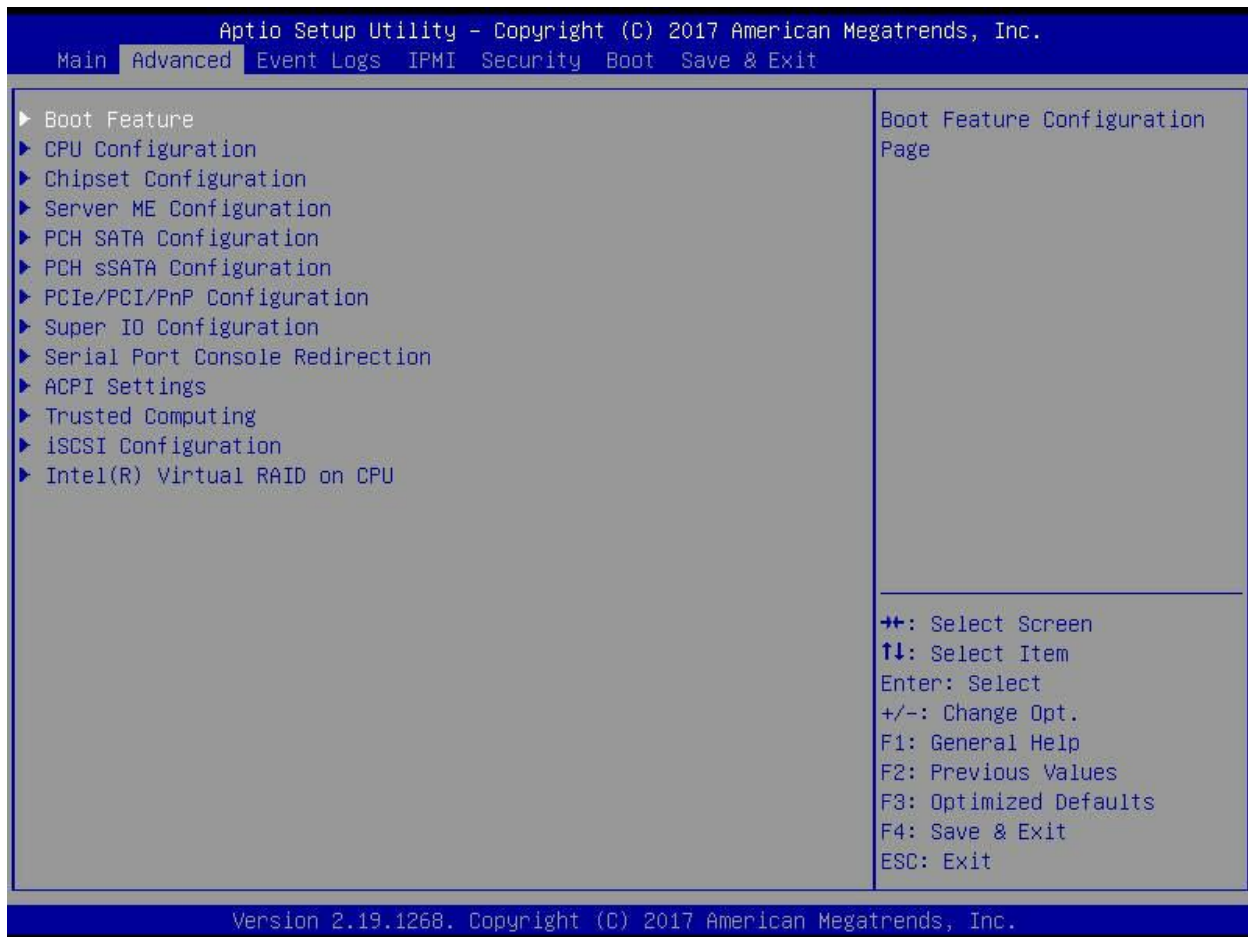 Aptio Setup Utility – Copyright (C) 2017 American Megatrends, Inc.
Main Advanced Event Logs IPMI Security Boot Save & Exit
▶ Boot Feature
▶ CPU Configuration
▶ Chipset Configuration
▶ Server ME Configuration
▶ PCH SATA Configuration
▶ PCH sSATA Configuration
▶ PCIe/PCI/PnP Configuration
▶ Super IO Configuration
▶ Serial Port Console Redirection
▶ ACPI Settings
▶ Trusted Computing
▶ iSCSI Configuration
▶ Intel(R) Virtual RAID on CPU
Boot Feature Configuration
Page
→←: Select Screen
↑↓: Select Item
Enter: Select
+/-: Change Opt.
F1: General Help
F2: Previous Values
F3: Optimized Defaults
F4: Save & Exit
ESC: Exit
Version 2.19.1268. Copyright (C) 2017 American Megatrends, Inc.